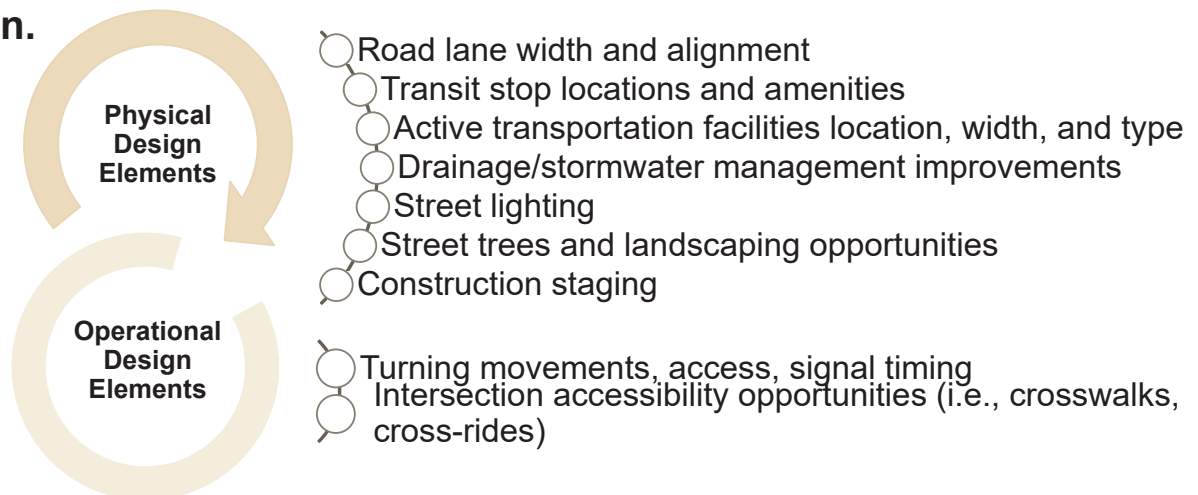 n.
Physical
Design
Elements
Road lane width and alignment
Transit stop locations and amenities
Active transportation facilities location, width, and type
Drainage/stormwater management improvements
Street lighting
Street trees and landscaping opportunities
Construction staging
Operational
Design
Elements
Turning movements, access, signal timing
Intersection accessibility opportunities (i.e., crosswalks,
cross-rides)